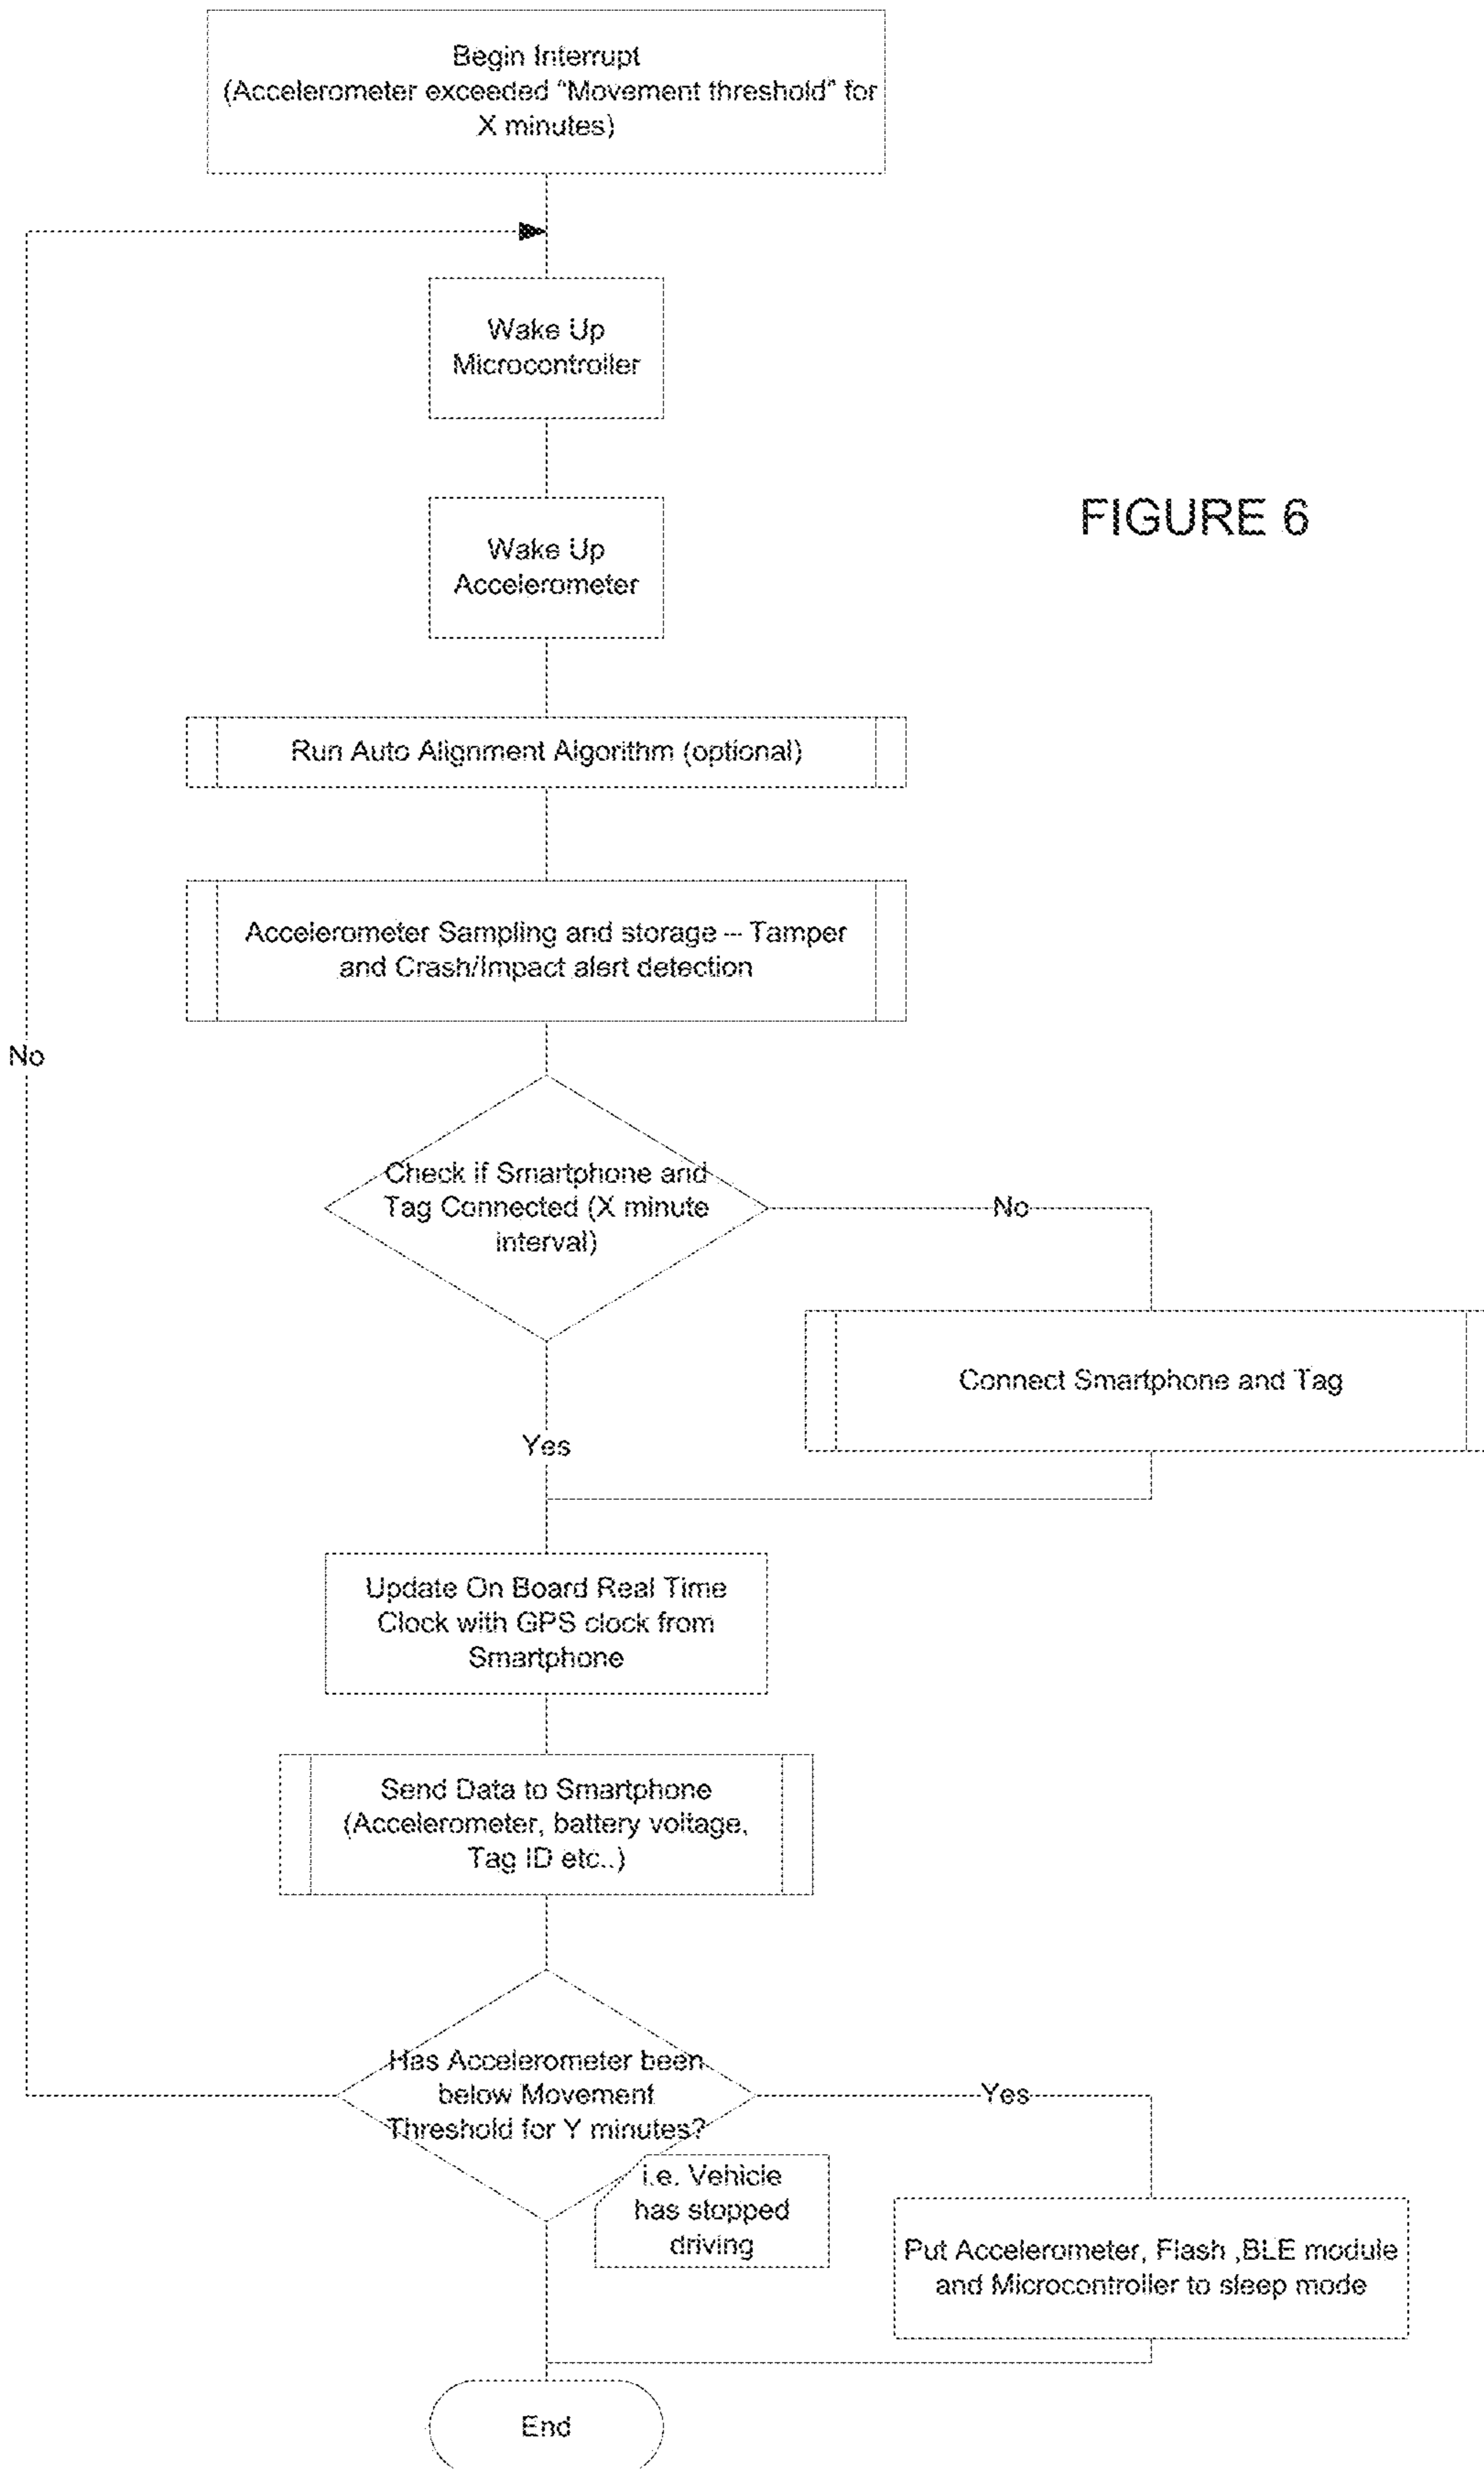 Begin Interrupt
(Accelerometer exceeded "Movement threshold" for
X minutes)
Wake Up
Microcontroller
FIGURE 6
Wake Up
Accelerometer
Run Auto Alignment Algorithm (optional)
Accelerometer Sampling and storage -- Tamper
and Crash/Impact alert detection
No
Check if Smartphone and
Tag Connected (X minute
interval)
No
Connect Smartphone and Tag
Yes
Update On Board Real Time
Clock with GPS clock from
Smartphone
Send Data to Smartphone
(Accelerometer, battery voltage,
Tag ID etc..)
Has Accelerometer been
below Movement
Threshold for Y minutes?
Yes
i.e. Vehicle
has stopped
driving
Put Accelerometer, Flash ,BLE module
and Microcontroller to sleep mode
End